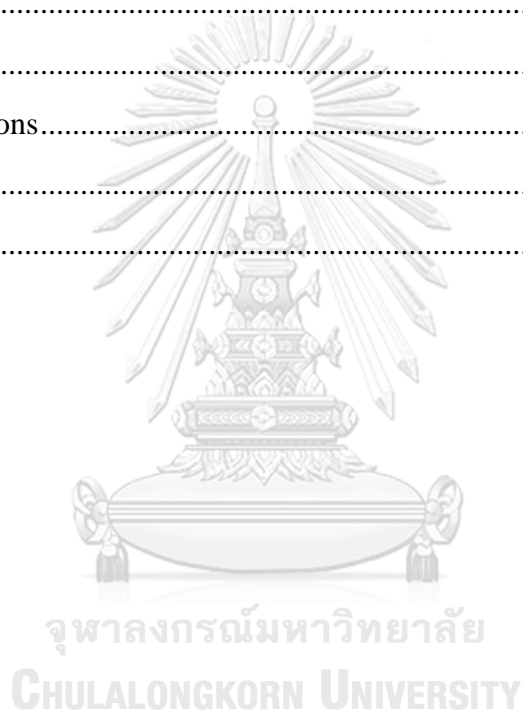 ..............................................................................................
..............................................................................................
ons..........................................................................................
..............................................................................................
..............................................................................................
จุฬาลงกรณ์มหาวิทยาลัย
CHULALONGKORN UNIVERSITY